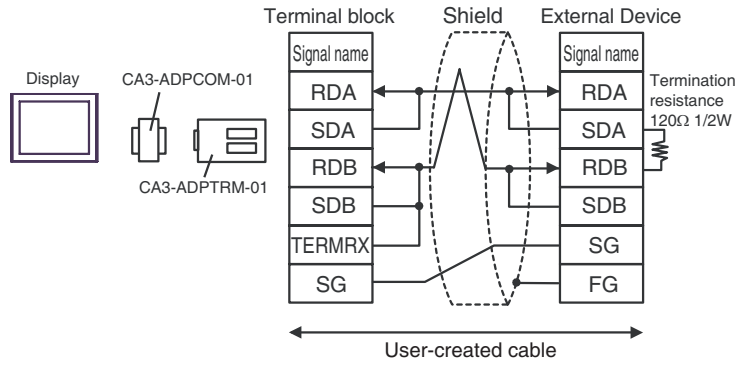 Terminal block
Shield
External Device
Signal name
Signal name
Display
CA3-ADPCOM-01
CA3-ADPTRM-01
RDA
RDA
SDA
SDA
RDB
RDB
SDB
SDB
TERMRX
SG
SG
FG
Termination
resistance
120Ω 1/2W
User-created cable